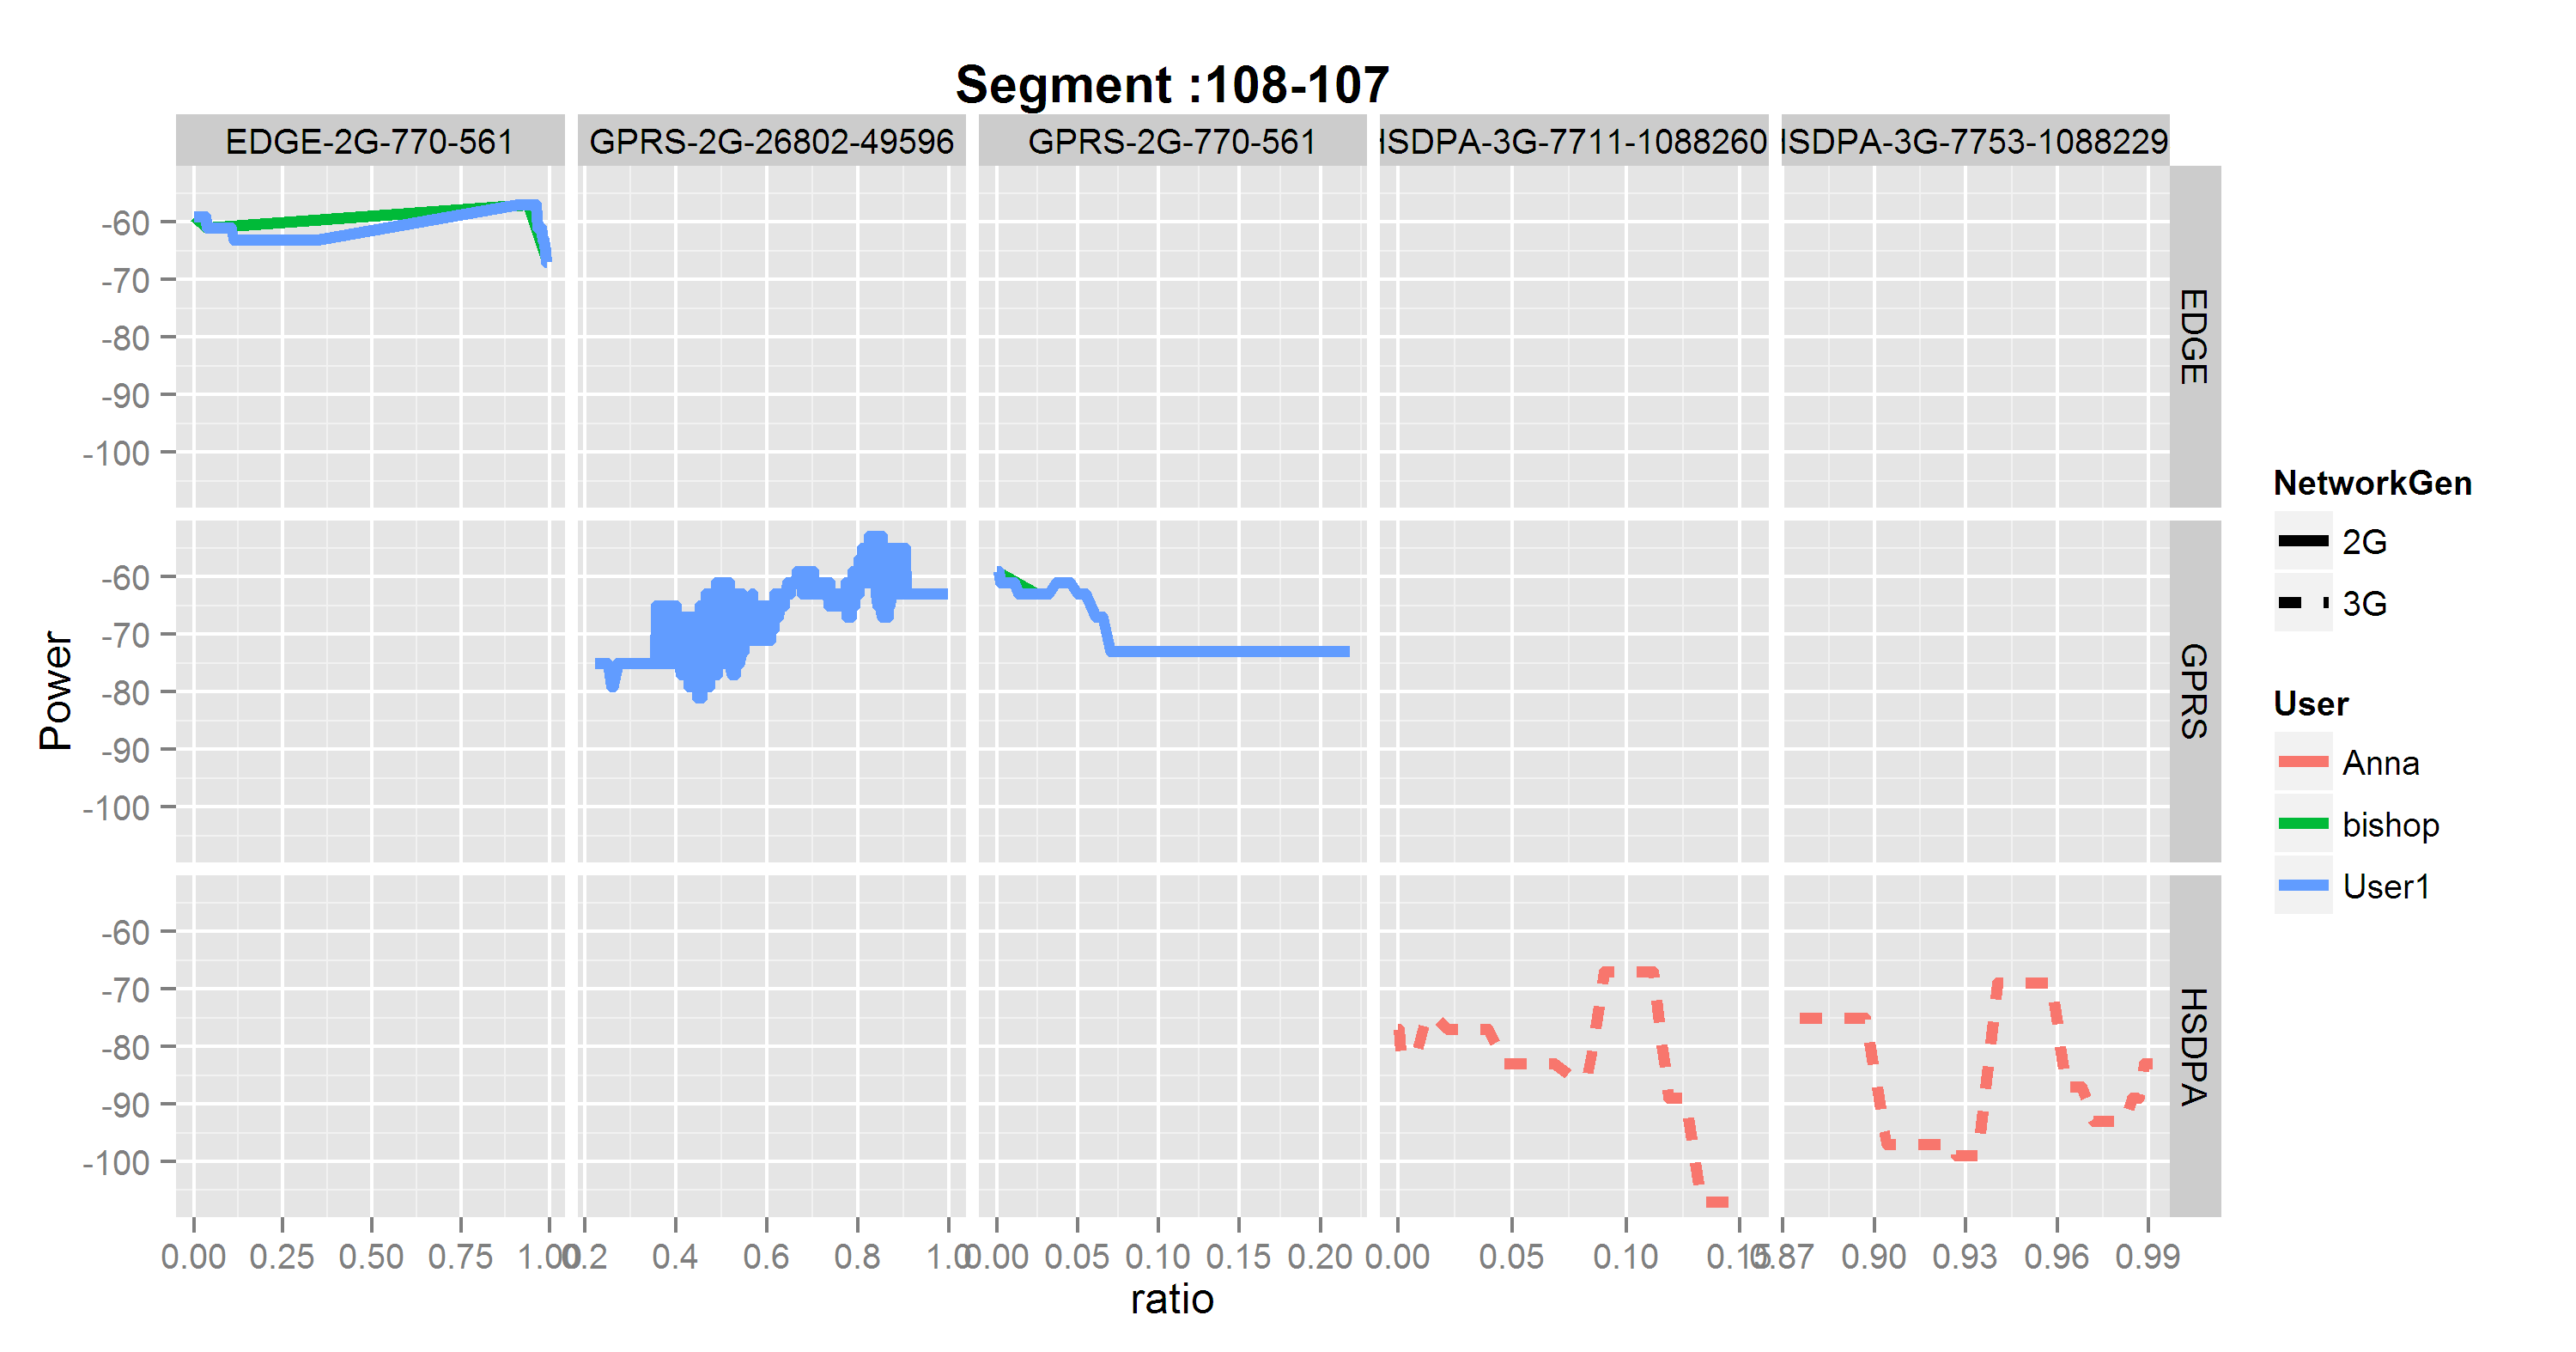 Segment :108-107
EDGE-2G-770-561 GPRS-2G-26802-49596 GPRS-2G-770-561 HSDPA-3G-7711-1088260 HSDPA-3G-7753-1088229
-60
-70
-80
-90
-100
EDGE
-60
-70
-80
-90
-100
GPRS
-60
-70
-80
-90
-100
HSDPA
Power
0.00 0.25 0.50 0.75 1.00 0.2 0.4 0.6 0.8 1.0 0.00 0.05 0.10 0.15 0.20 0.00 0.05 0.10 0.15 0.87 0.90 0.93 0.96 0.99
ratio
NetworkGen
2G
3G
User
Anna
bishop
User1